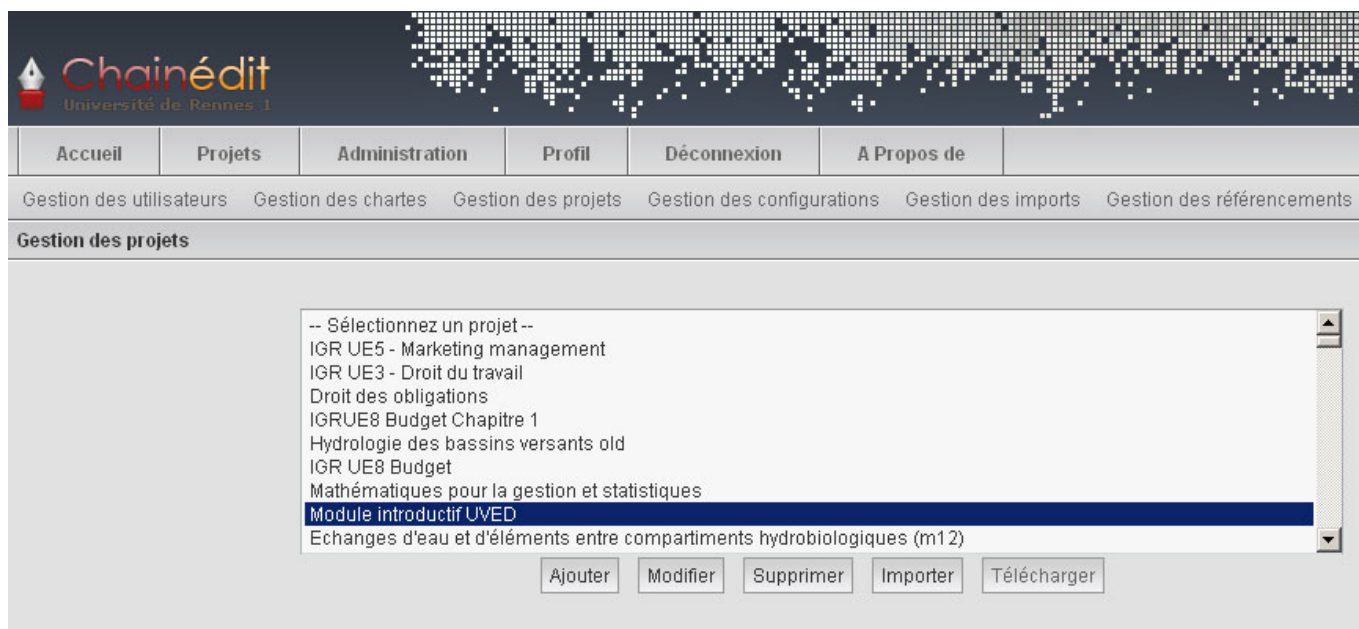 Chainédit
Université de Rennes 1
Accueil Projets Administration Profil Déconnexion A Propos de
Gestion des utilisateurs Gestion des chartes Gestion des projets Gestion des configurations Gestion des imports Gestion des référencements
Gestion des projets
-- Sélectionnez un projet --
IGR UE5 - Marketing management
IGR UE3 - Droit du travail
Droit des obligations
IGRUE8 Budget Chapitre 1
Hydrologie des bassins versants old
IGR UE8 Budget
Mathématiques pour la gestion et statistiques
Module introductif UVED
Echanges d'eau et d'éléments entre compartiments hydrobiologiques (m12)
Ajouter Modifier Supprimer Importer Télécharger